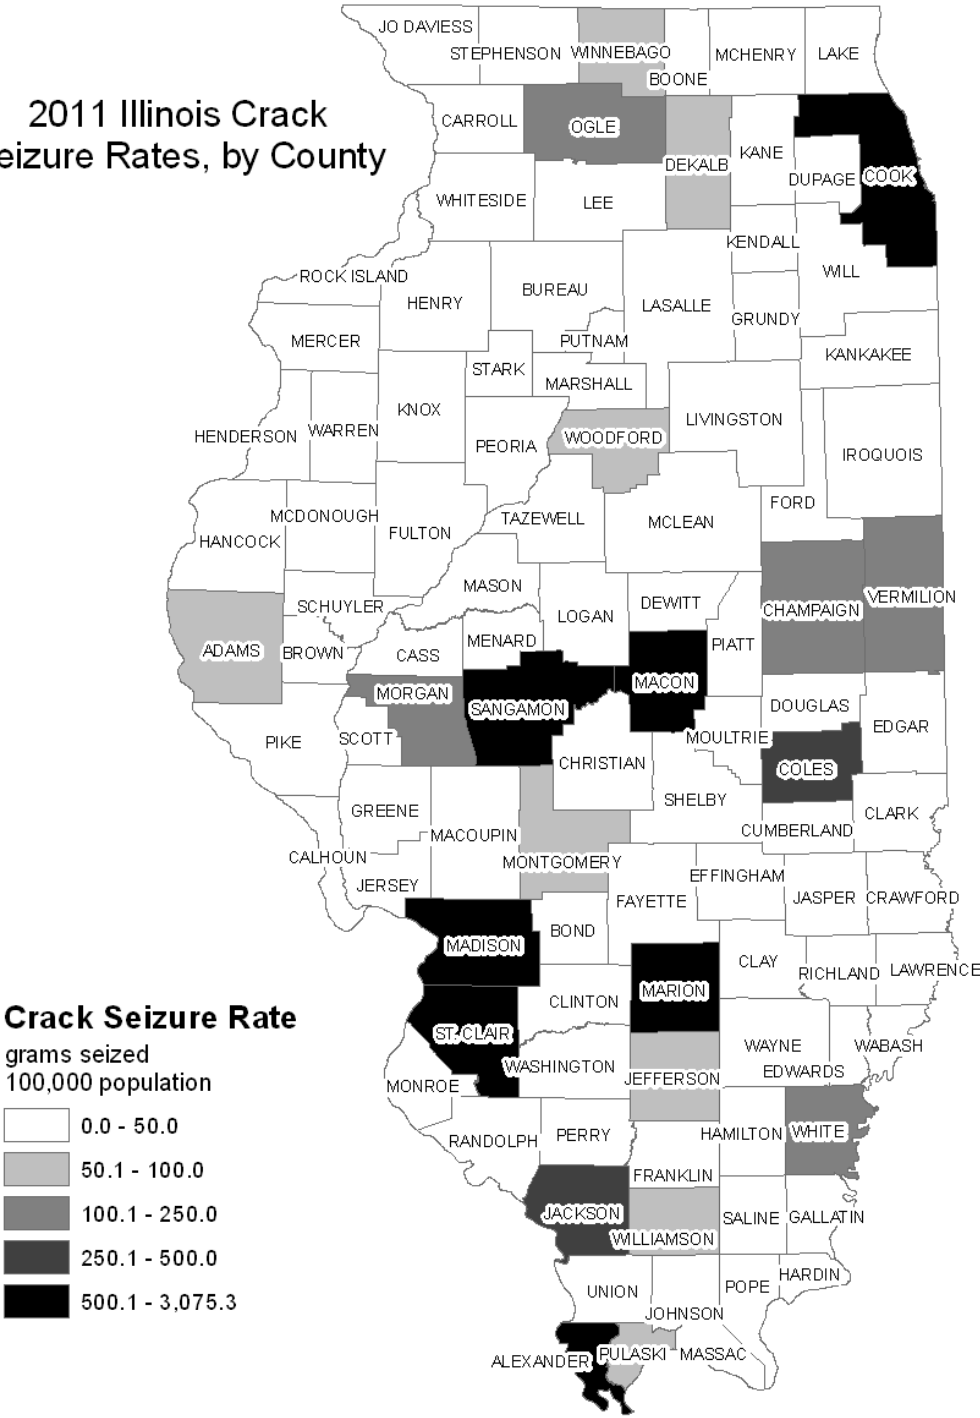 2011 Illinois Crack
eizure Rates, by County
JO DAVIESS
STEPHENSON
WINNEBAGO
BOONE
MCHENRY
LAKE
CARROLL
OGLE
DEKALB
KANE
DUPAGE
COOK
WHITESIDE
LEE
KENDALL
ROCK ISLAND
HENRY
BUREAU
LASALLE
WILL
GRUNDY
MERCER
PUTNAM
KANKAKEE
STARK
MARSHALL
KNOX
HENDERSON
WARREN
PEORIA
WOODFORD
LIVINGSTON
IROQUOIS
MCDONOUGH
HANCOCK
FULTON
TAZEWELL
MCLEAN
FORD
MASON
SCHUYLER
LOGAN
DEWITT
CHAMPAIGN
VERMILION
ADAMS
BROWN
CASS
MENARD
PIATT
MORGAN
SANGAMON
MACON
DOUGLAS
EDGAR
PIKE
SCOTT
CHRISTIAN
MOULTRIE
COLES
GREENE
MACOUPIN
SHELBY
CUMBERLAND
CLARK
CALHOUN
JERSEY
MONTGOMERY
FAYETTE
EFFINGHAM
JASPER
CRAWFORD
MADISON
BOND
MARION
CLAY
RICHLAND
LAWRENCE
CLINTON
ST. CLAIR
WASHINGTON
WAYNE
WABASH
EDWARDS
MONROE
JEFFERSON
RANDOLPH
PERRY
HAMILTON
WHITE
FRANKLIN
JACKSON
WILLIAMSON
SALINE
GALLATIN
UNION
JOHNSON
POPE
HARDIN
ALEXANDER
PULASKI
MASSAC
Crack Seizure Rate
grams seized
100,000 population
0.0 - 50.0
50.1 - 100.0
100.1 - 250.0
250.1 - 500.0
500.1 - 3,075.3